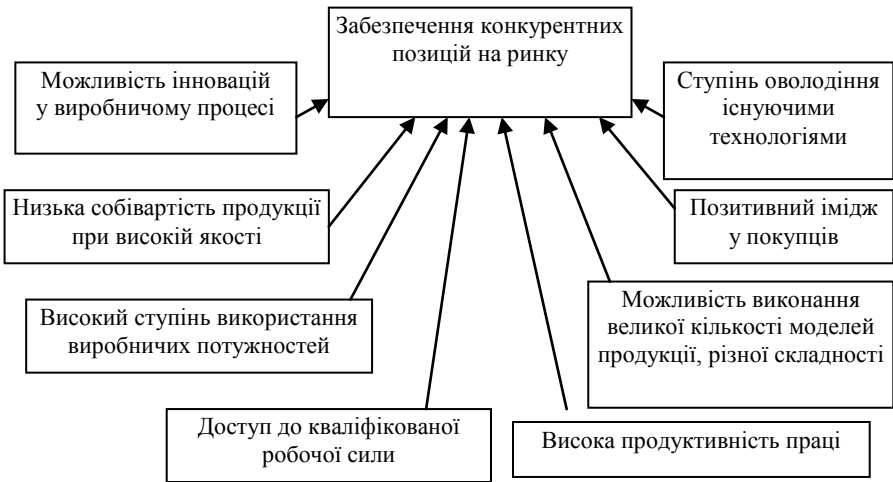 Забезпечення конкурентних
позицій на ринку
Можливість інновацій
у виробничому процесі
Ступінь оволодіння
існуючими
технологіями
Низька собівартість продукції
при високій якості
Позитивний імідж
у покупців
Високий ступінь використання
виробничих потужностей
Можливість виконання
великої кількості моделей
продукції, різної складності
Доступ до кваліфікованої
робочої сили
Висока продуктивність праці